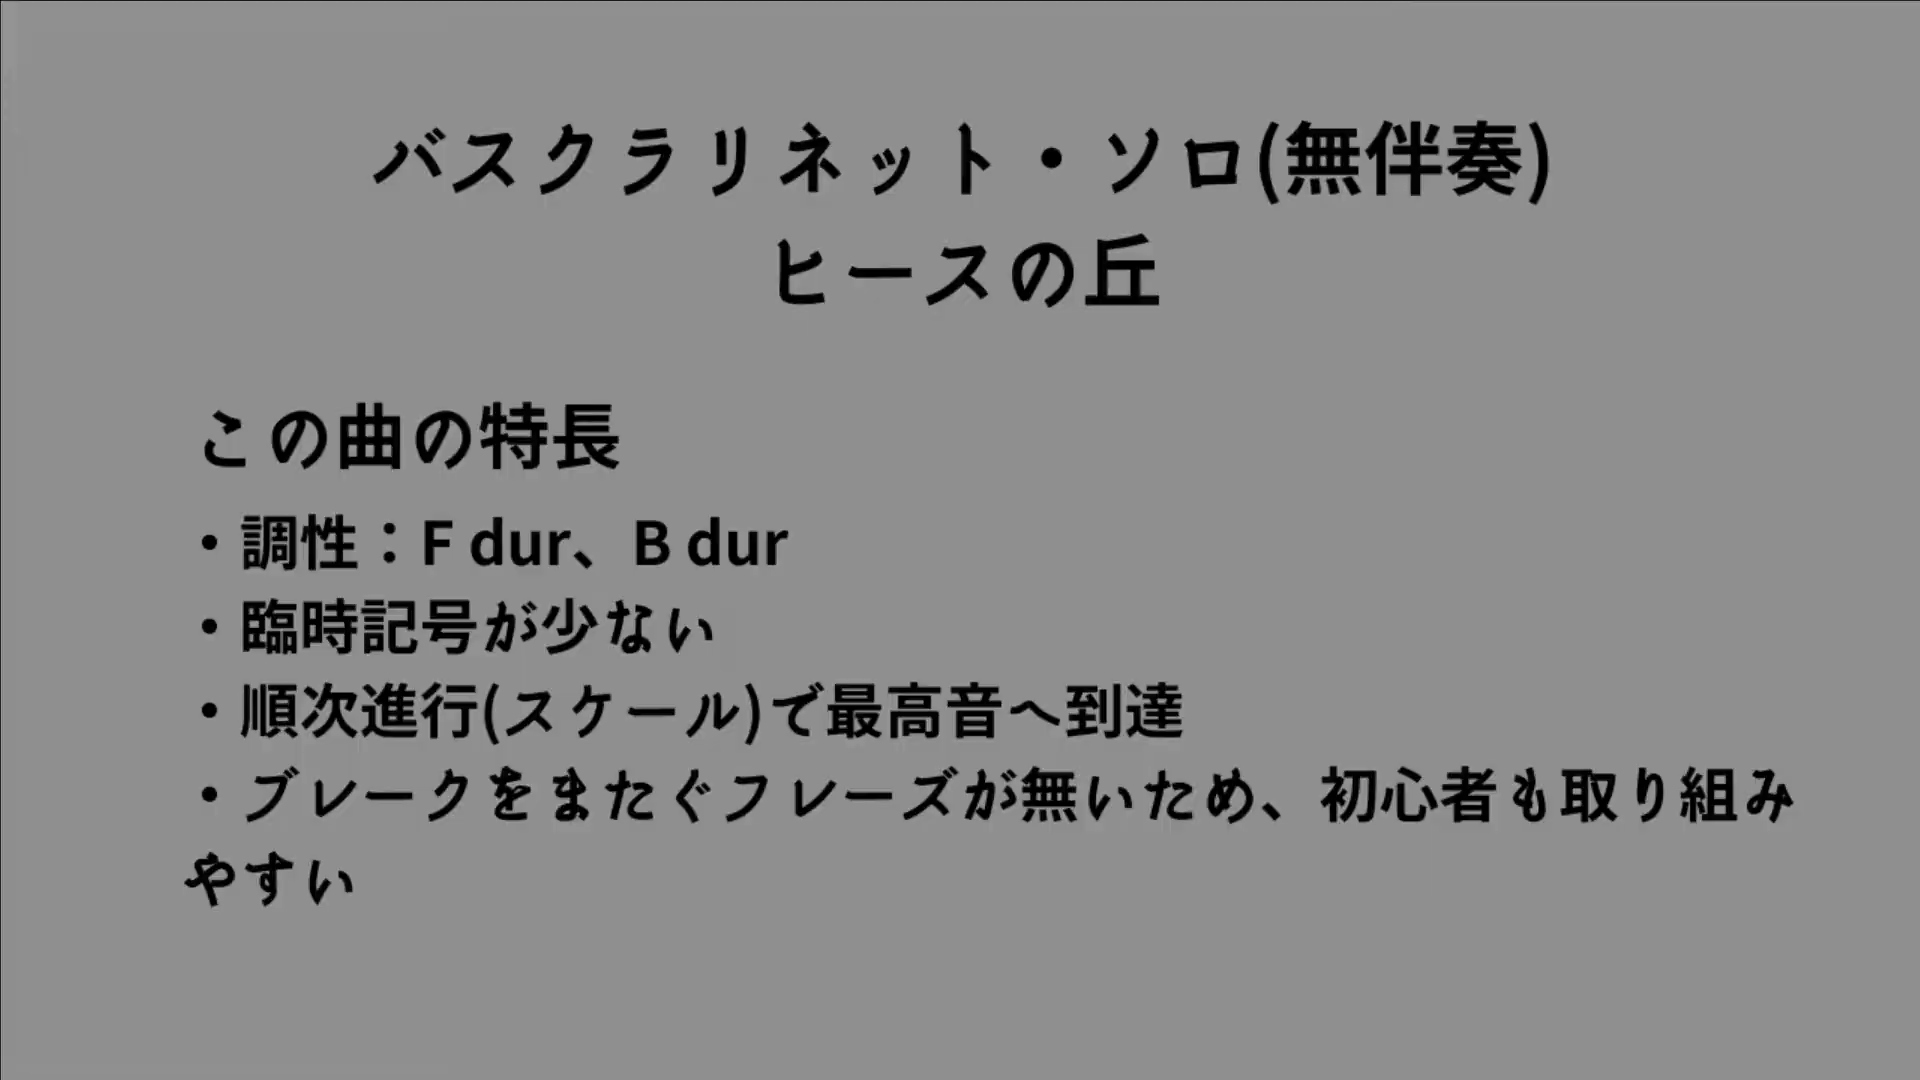 バスクラリネット・ソロ(無伴奏)
ヒースの丘
この曲の特長
・調性：F dur、B dur
・臨時記号が少ない
・順次進行(スケール)で最高音へ到達
・ブレークをまたぐフレーズが無いため、初心者も取り組み
やすい